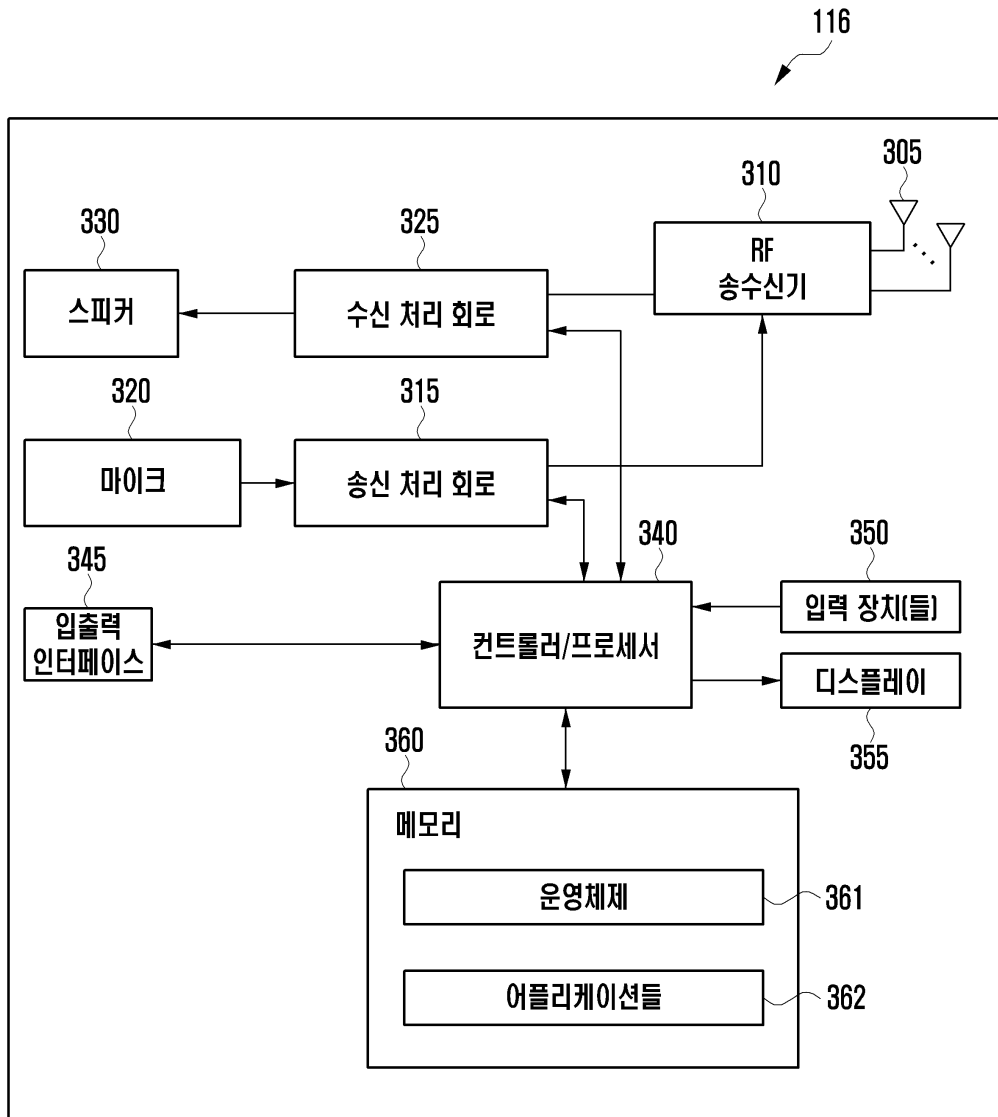 116
305
310
RF
송수신기
325
수신 처리 회로
330
스피커
320
마이크
315
송신 처리 회로
345
입출력
인터페이스
340
컨트롤러/프로세서
350
입력 장치(들)
디스플레이
355
360
메모리
운영체제
361
어플리케이션들
362